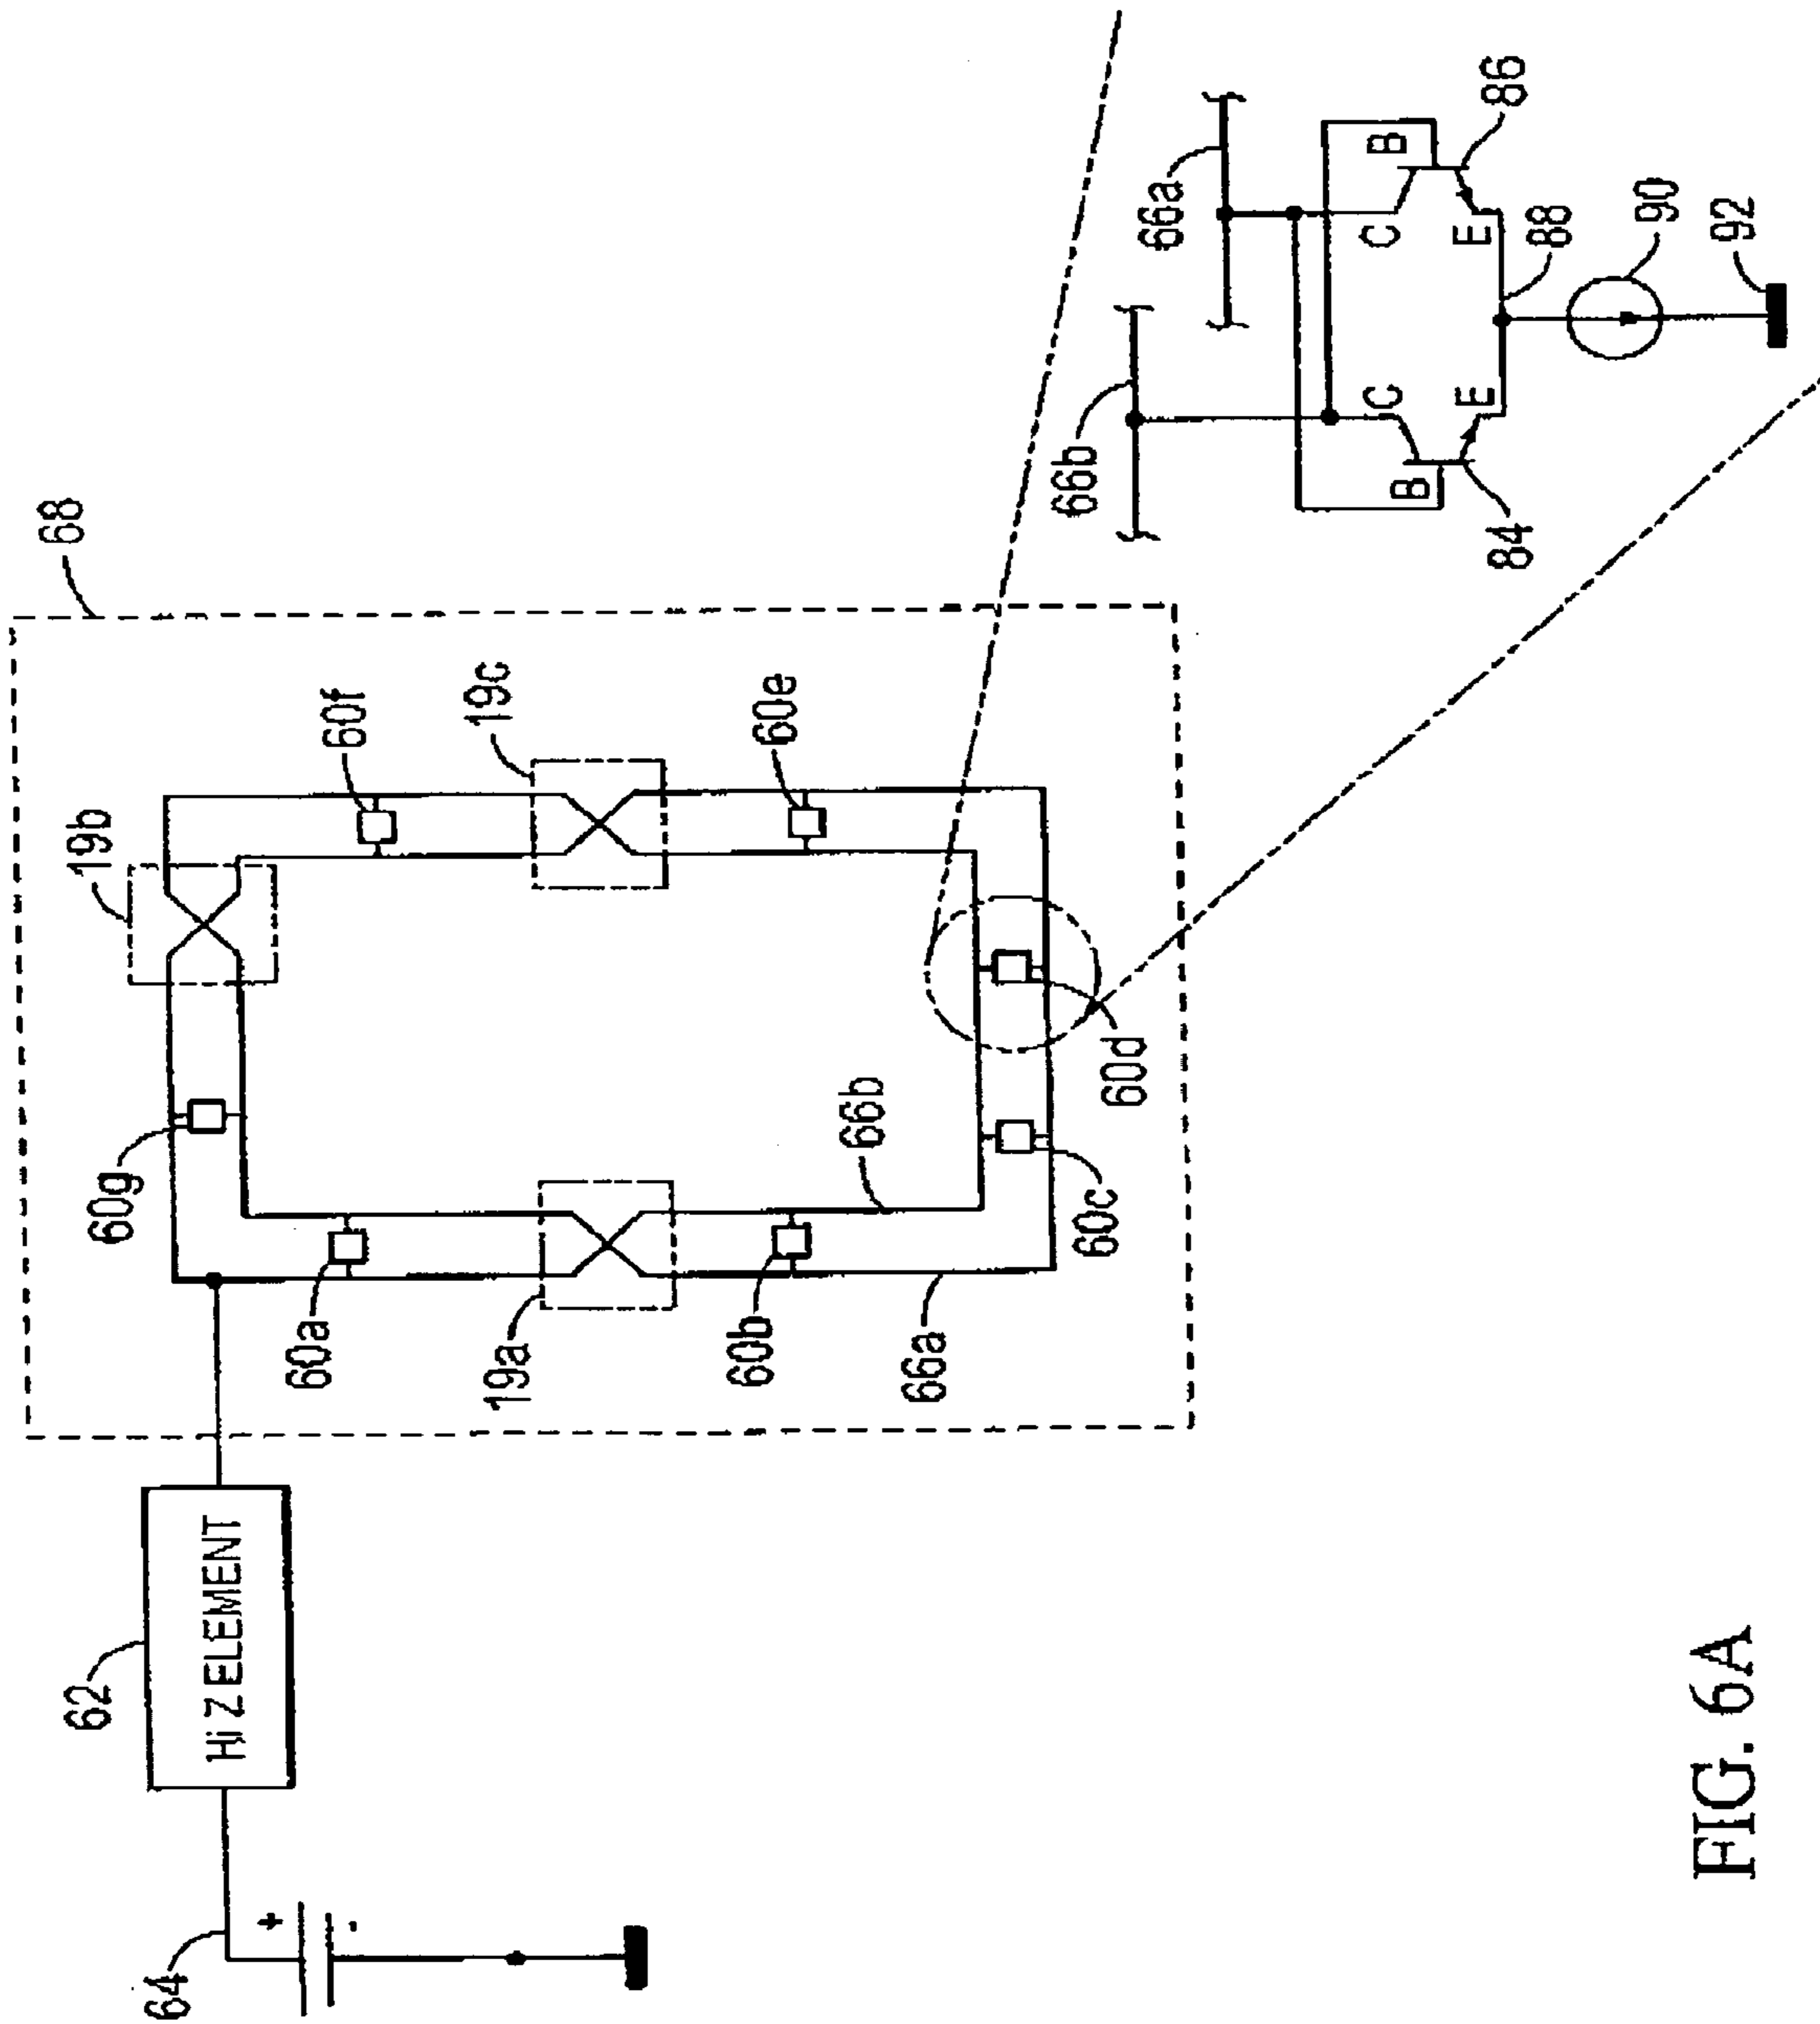 68
19b
60f
19c
60e
60g
60a
19a
60b
66a
66b
60c
60d
62
Hi Z ELEMENT
64
+
-
66b
66a
C
B
E
84
C
B
E
86
88
90
92
FIG. 6A